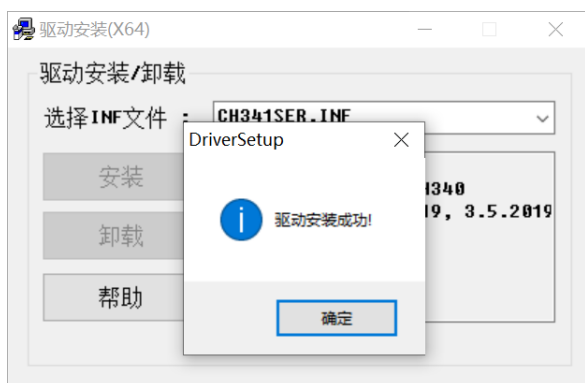 驱动安装(X64)
驱动安装/卸载
选择INF文件 : CH341SER.INF
DriverSetup
安装
驱动安装成功!
卸载
帮助
确定
H340
19, 3.5.2019